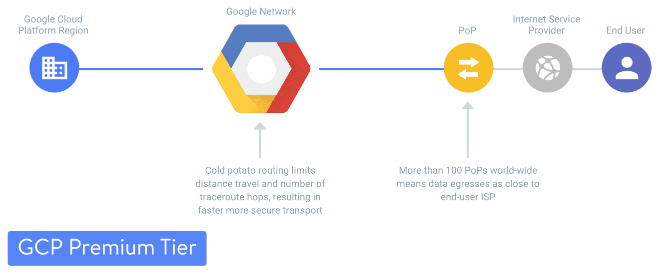 Google Cloud
Platform Region
Google Network
PoP
Internet Service
Provider
End User
Cold potato routing limits
distance travel and number of
traceroute hops, resulting in
faster more secure transport
More than 100 PoPs world-wide
means data egresses as close to
end-user ISP
GCP Premium Tier